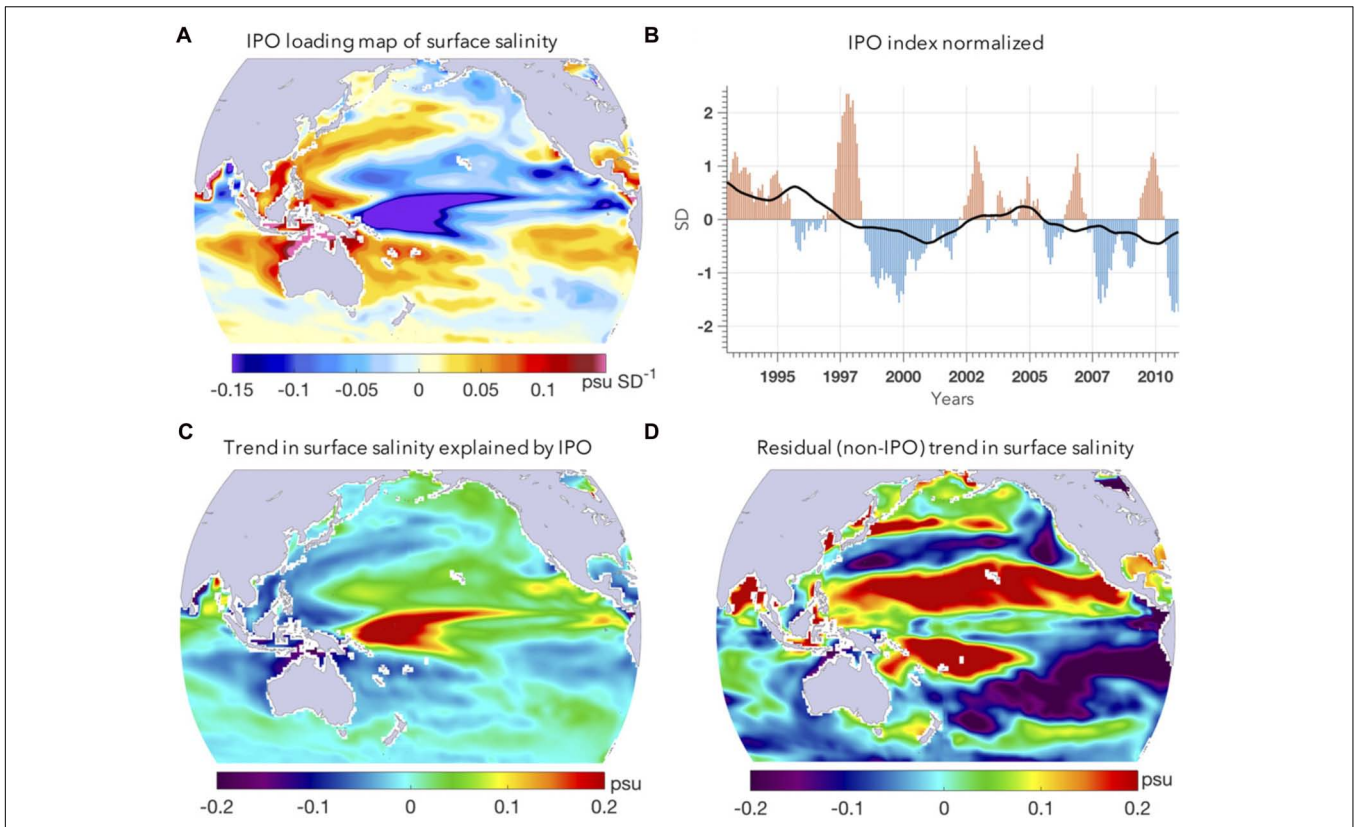 A
IPO loading map of surface salinity
-0.15 -0.1 -0.05 0 0.05 0.1 psu SD-1
B
IPO index normalized
2
1
0
-1
-2
SD
1995 1997 2000 2002 2005 2007 2010
Years
C
Trend in surface salinity explained by IPO
-0.2 -0.1 0 0.1 0.2 psu
D
Residual (non-IPO) trend in surface salinity
-0.2 -0.1 0 0.1 0.2 psu